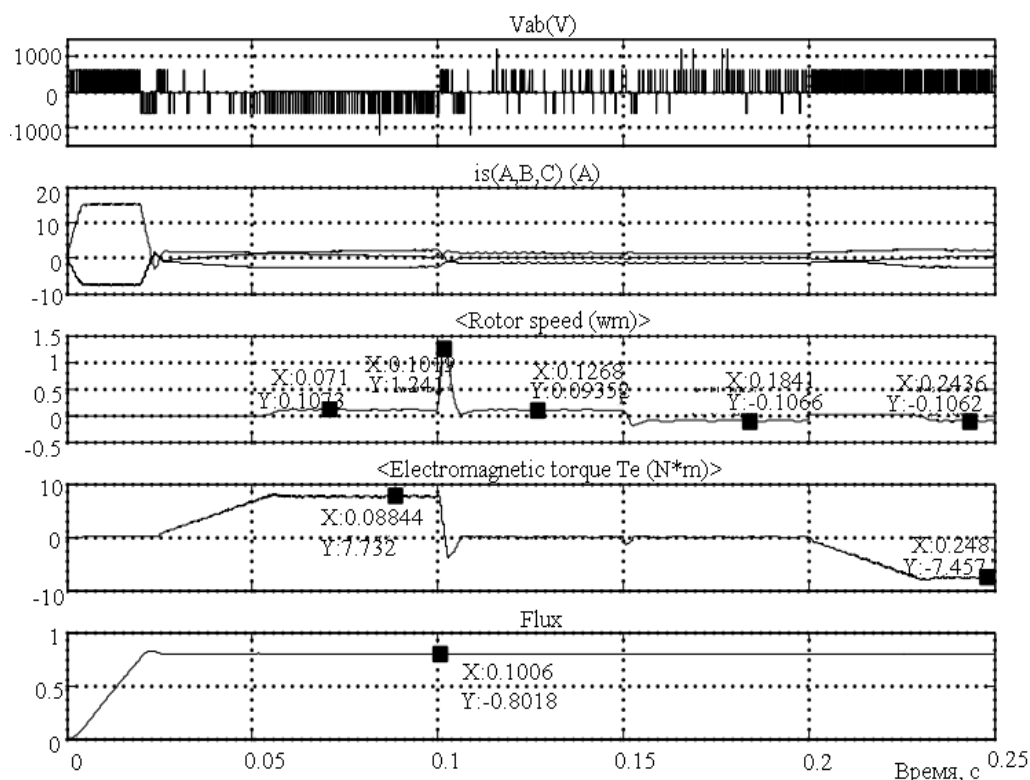 Vab(V)
1000
0
-1000
is(A,B,C) (A)
20
10
0
-10
<Rotor speed (wm)>
1.5
1
0.5
0
-0.5
X:0.071
Y:0.1073
X:0.1019
Y:1.241
X:0.1268
Y:0.09352
X:0.1841
Y:-0.1066
X:0.2436
Y:-0.1062
<Electromagnetic torque Te (N*m)>
10
0
-10
X:0.08844
Y:7.732
X:0.248
Y:-7.457
Flux
1
0.5
0
X:0.1006
Y:-0.8018
0 0.05 0.1 0.15 0.2 0.25
Время, с